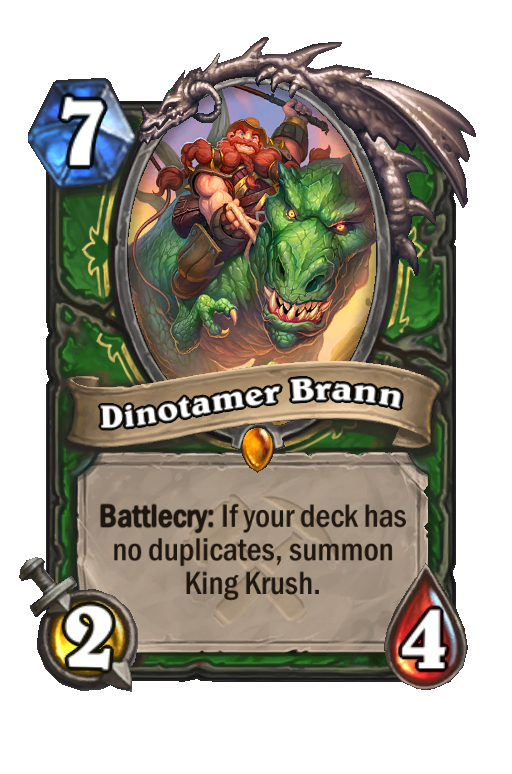 7
Dinotamer Brann
Battlecry: If your deck has
no duplicates, summon
King Krush.
2
4